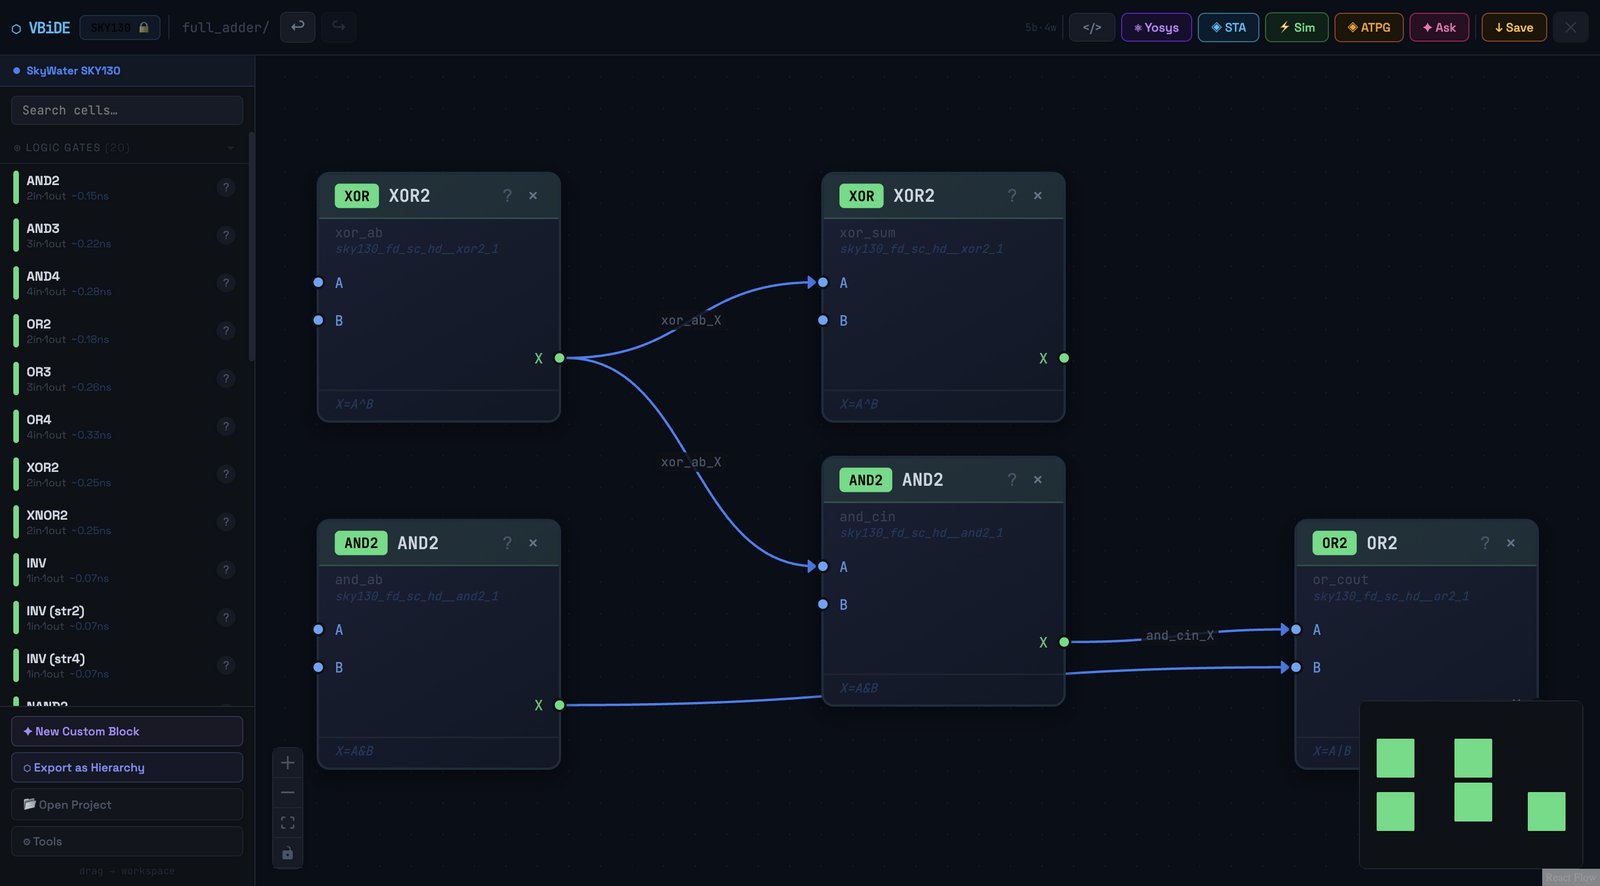 VBiDE
SKY130 🔒
full_adder/
↩
↪
5b·4w
</>
Yosys
STA
⚡ Sim
ATPG
✦ Ask
↓ Save
✕
SkyWater SKY130
Search cells…
LOGIC GATES (20)
AND2
2in·1out ~0.15ns
?
AND3
3in·1out ~0.22ns
?
AND4
4in·1out ~0.28ns
?
OR2
2in·1out ~0.18ns
?
OR3
3in·1out ~0.26ns
?
OR4
4in·1out ~0.33ns
?
XOR2
2in·1out ~0.25ns
?
XNOR2
2in·1out ~0.25ns
?
INV
1in·1out ~0.07ns
?
INV (str2)
1in·1out ~0.07ns
?
INV (str4)
1in·1out ~0.07ns
?
NAND2
✦ New Custom Block
Export as Hierarchy
📂 Open Project
Tools
drag → workspace
XOR XOR2 ? ×
xor_ab
sky130_fd_sc_hd__xor2_1
A
B
X
X=A^B
XOR XOR2 ? ×
xor_sum
sky130_fd_sc_hd__xor2_1
A
B
X
X=A^B
xor_ab_X
xor_ab_X
AND2 AND2 ? ×
and_ab
sky130_fd_sc_hd__and2_1
A
B
X
X=A&B
AND2 AND2 ? ×
and_cin
sky130_fd_sc_hd__and2_1
A
B
X
X=A&B
and_cin_X
OR2 OR2 ? ×
or_cout
sky130_fd_sc_hd__or2_1
A
B
X=A|B
React Flow